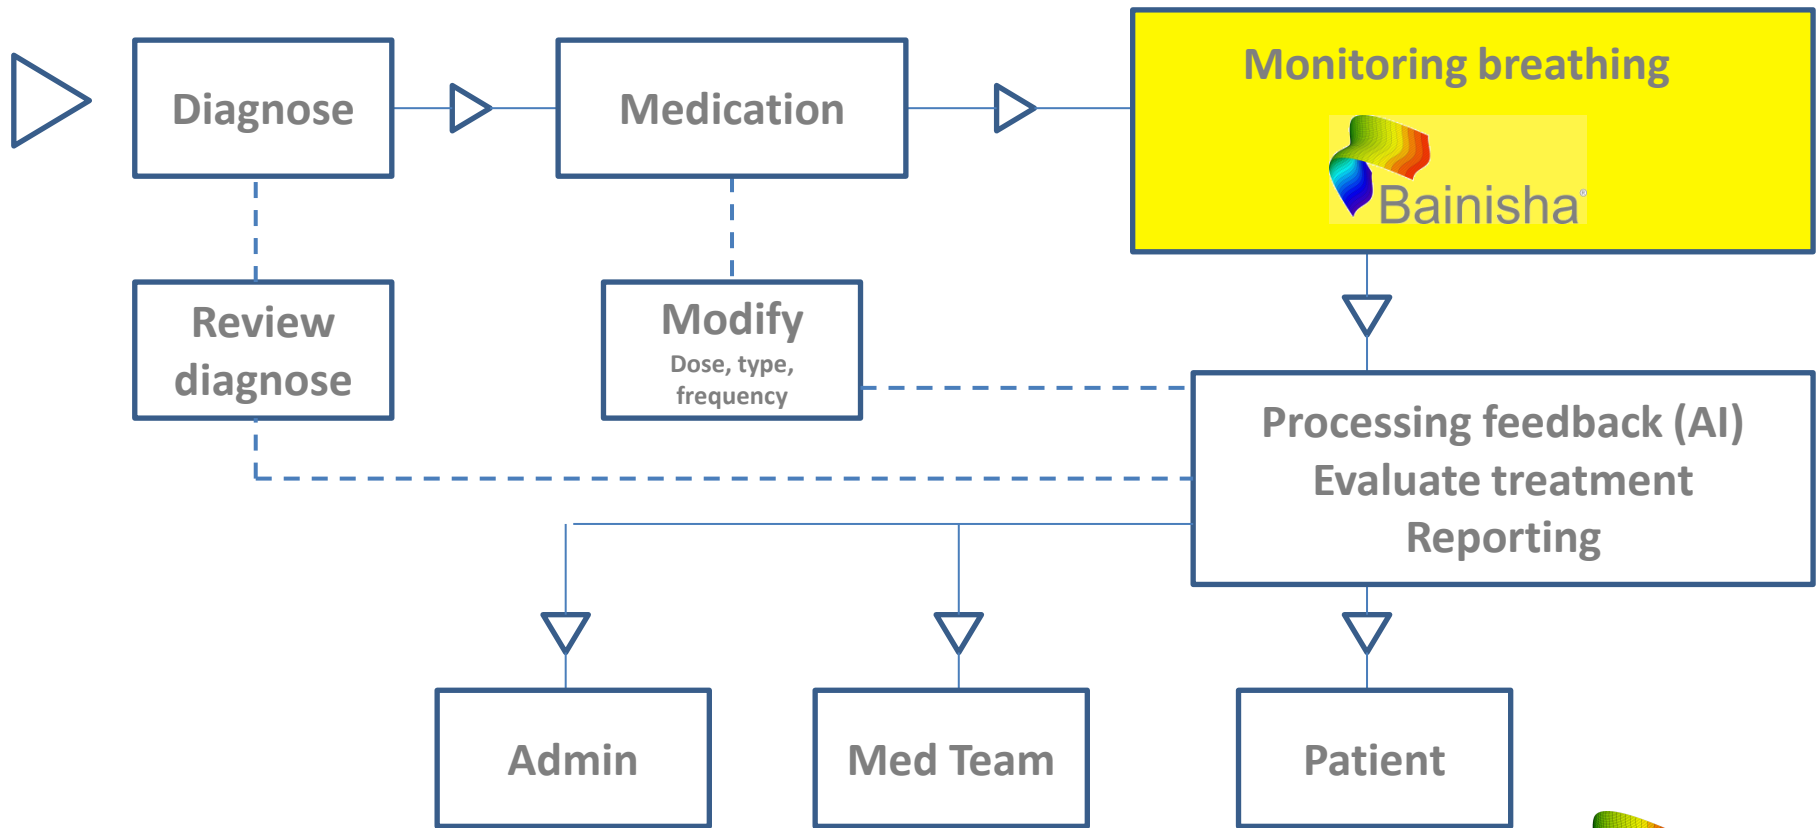 Diagnose
Medication
Monitoring breathing
Bainisha®
Review
diagnose
Modify
Dose, type,
frequency
Processing feedback (AI)
Evaluate treatment
Reporting
Admin
Med Team
Patient